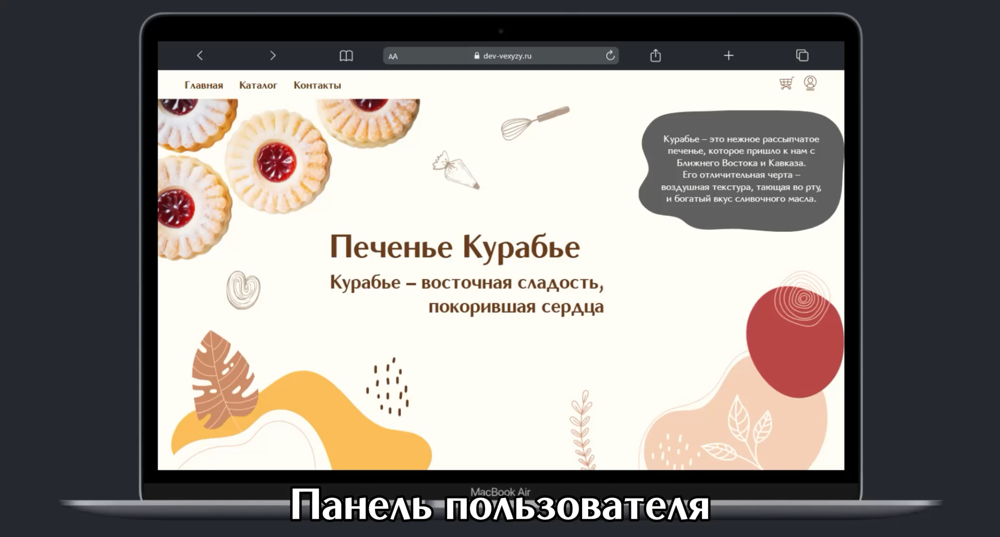 AA
dev-vexyzy.ru
Главная Каталог Контакты
Курабье – это нежное рассыпчатое
печенье, которое пришло к нам с
Ближнего Востока и Кавказа.
Его отличительная черта –
воздушная текстура, тающая во рту,
и богатый вкус сливочного масла.
Печенье Курабье
Курабье – восточная сладость,
покорившая сердца
MacBook Air
Панель пользователя